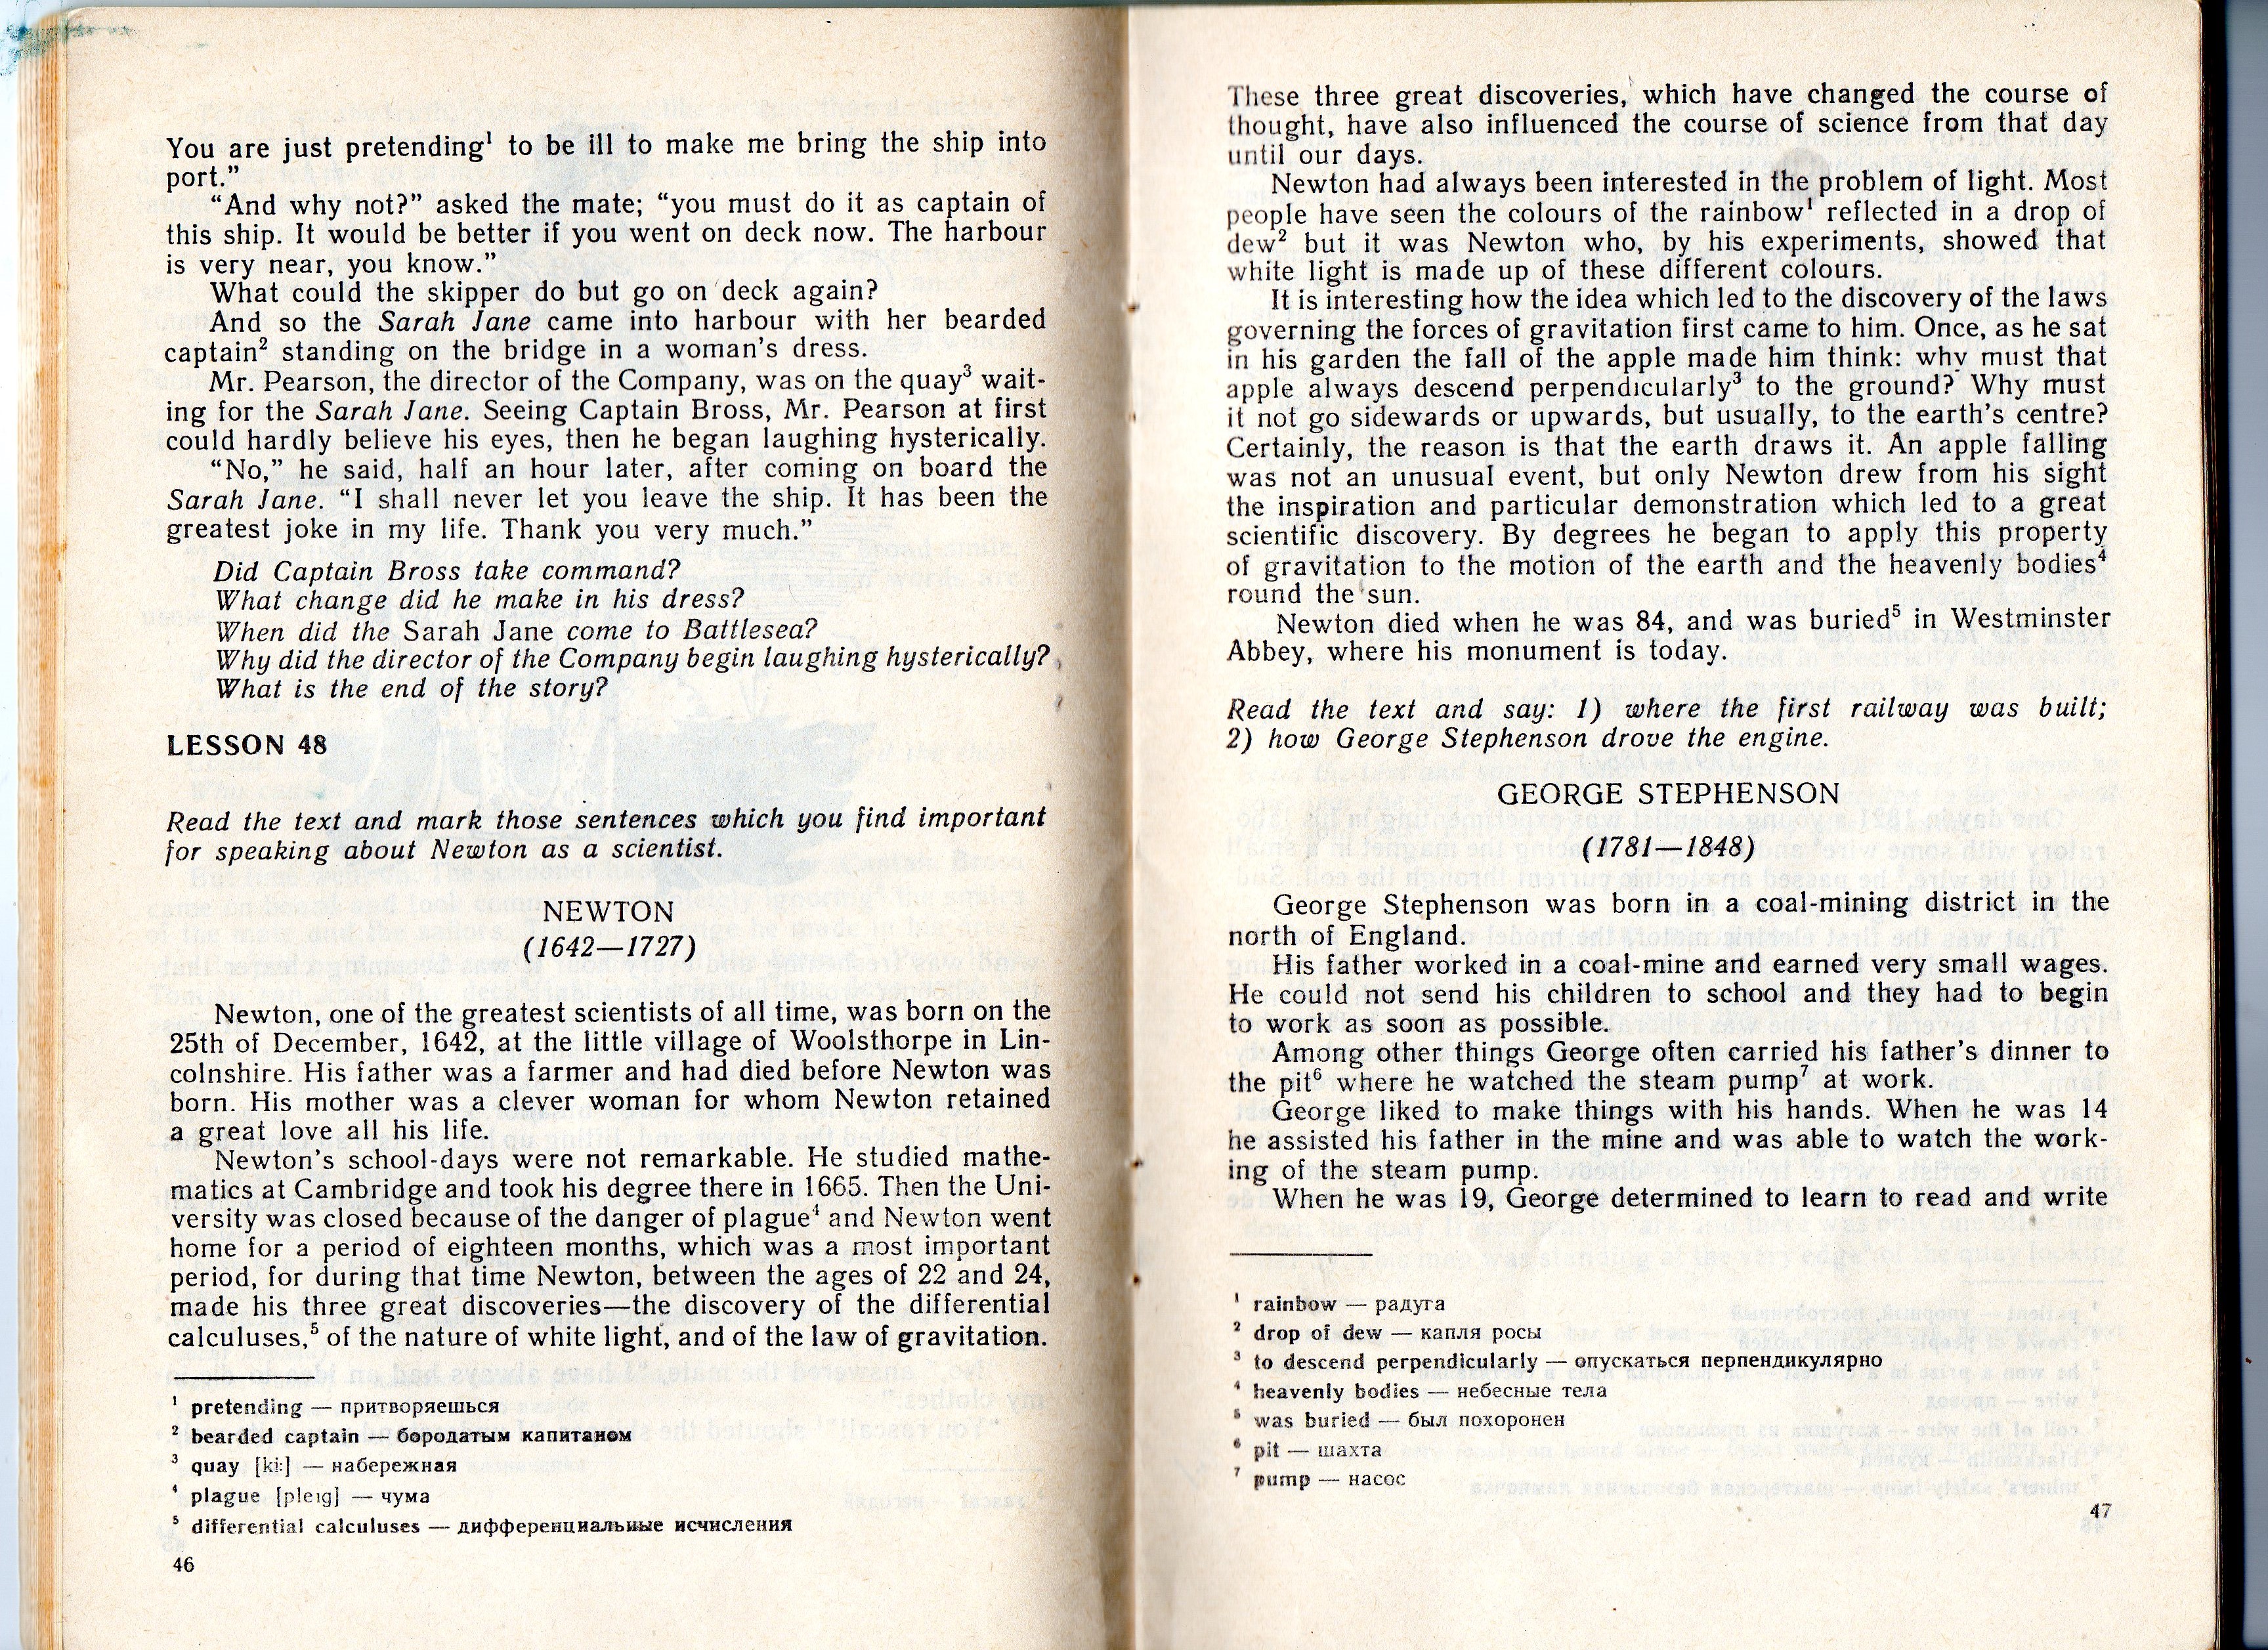 You are just pretending¹ to be ill to make me bring the ship into
port.”
“And why not?” asked the mate; “you must do it as captain of
this ship. It would be better if you went on deck now. The harbour
is very near, you know.”
What could the skipper do but go on deck again?
And so the Sarah Jane came into harbour with her bearded
captain² standing on the bridge in a woman’s dress.
Mr. Pearson, the director of the Company, was on the quay³ wait-
ing for the Sarah Jane. Seeing Captain Bross, Mr. Pearson at first
could hardly believe his eyes, then he began laughing hysterically.
“No,” he said, half an hour later, after coming on board the
Sarah Jane. “I shall never let you leave the ship. It has been the
greatest joke in my life. Thank you very much.”
Did Captain Bross take command?
What change did he make in his dress?
When did the Sarah Jane come to Battlesea?
Why did the director of the Company begin laughing hysterically?
What is the end of the story?
LESSON 48
Read the text and mark those sentences which you find important
for speaking about Newton as a scientist.
NEWTON
(1642—1727)
Newton, one of the greatest scientists of all time, was born on the
25th of December, 1642, at the little village of Woolsthorpe in Lin-
colnshire. His father was a farmer and had died before Newton was
born. His mother was a clever woman for whom Newton retained
a great love all his life.
Newton’s school-days were not remarkable. He studied mathe-
matics at Cambridge and took his degree there in 1665. Then the Uni-
versity was closed because of the danger of plague⁴ and Newton went
home for a period of eighteen months, which was a most important
period, for during that time Newton, between the ages of 22 and 24,
made his three great discoveries—the discovery of the differential
calculuses,⁵ of the nature of white light, and of the law of gravitation.
¹ pretending — притворяешься
² bearded captain — бородатым капитаном
³ quay [ki:] — набережная
⁴ plague [pleıg] — чума
⁵ differential calculuses — дифференциальные исчисления
46
These three great discoveries, which have changed the course of
thought, have also influenced the course of science from that day
until our days.
Newton had always been interested in the problem of light. Most
people have seen the colours of the rainbow¹ reflected in a drop of
dew² but it was Newton who, by his experiments, showed that
white light is made up of these different colours.
It is interesting how the idea which led to the discovery of the laws
governing the forces of gravitation first came to him. Once, as he sat
in his garden the fall of the apple made him think: why must that
apple always descend perpendicularly³ to the ground? Why must
it not go sidewards or upwards, but usually, to the earth’s centre?
Certainly, the reason is that the earth draws it. An apple falling
was not an unusual event, but only Newton drew from his sight
the inspiration and particular demonstration which led to a great
scientific discovery. By degrees he began to apply this property
of gravitation to the motion of the earth and the heavenly bodies⁴
round the sun.
Newton died when he was 84, and was buried⁵ in Westminster
Abbey, where his monument is today.
Read the text and say: 1) where the first railway was built;
2) how George Stephenson drove the engine.
GEORGE STEPHENSON
(1781—1848)
George Stephenson was born in a coal-mining district in the
north of England.
His father worked in a coal-mine and earned very small wages.
He could not send his children to school and they had to begin
to work as soon as possible.
Among other things George often carried his father’s dinner to
the pit⁶ where he watched the steam pump⁷ at work.
George liked to make things with his hands. When he was 14
he assisted his father in the mine and was able to watch the work-
ing of the steam pump.
When he was 19, George determined to learn to read and write
¹ rainbow — радуга
² drop of dew — капля росы
³ to descend perpendicularly — опускаться перпендикулярно
⁴ heavenly bodies — небесные тела
⁵ was buried — был похоронен
⁶ pit — шахта
⁷ pump — насос
47